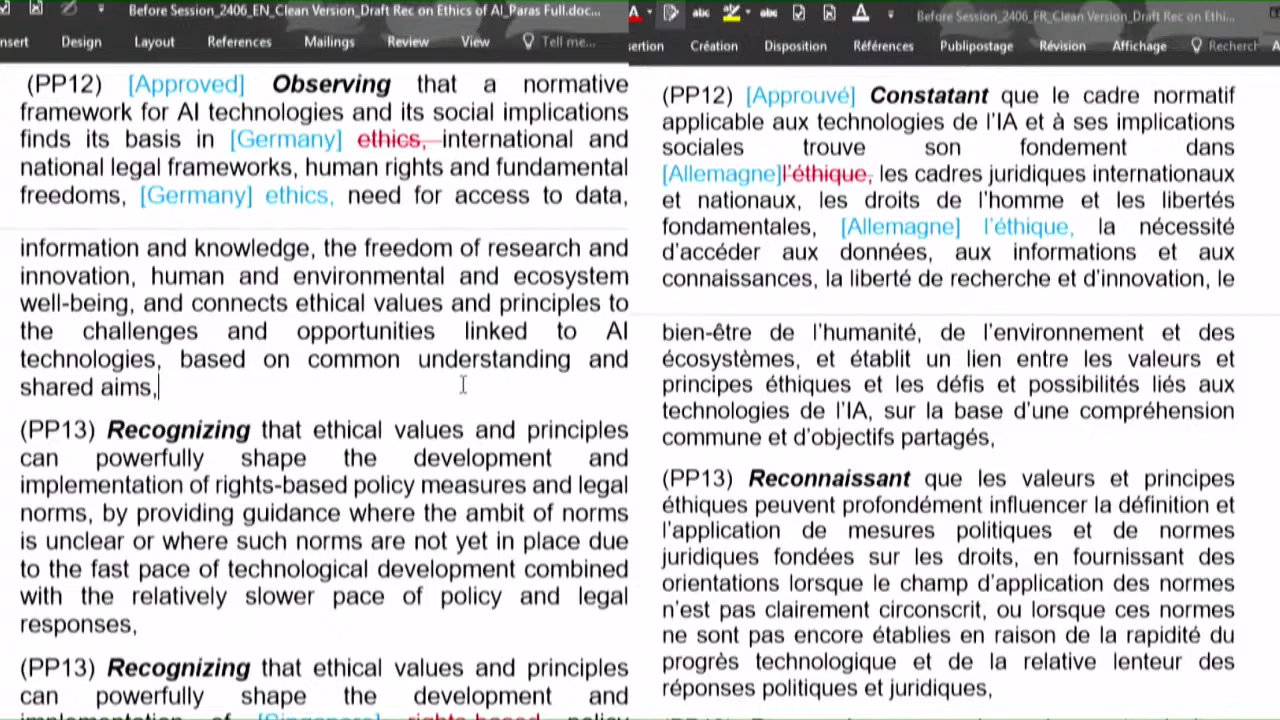 Before Session_2406_EN_Clean Version_Draft Rec on Ethics of AI_Paras Full.doc...
nsert Design Layout References Mailings Review View Tell me...
(PP12) [Approved] Observing that a normative
framework for AI technologies and its social implications
finds its basis in [Germany] ethics, international and
national legal frameworks, human rights and fundamental
freedoms, [Germany] ethics, need for access to data,
information and knowledge, the freedom of research and
innovation, human and environmental and ecosystem
well-being, and connects ethical values and principles to
the challenges and opportunities linked to AI
technologies, based on common understanding and
shared aims,
(PP13) Recognizing that ethical values and principles
can powerfully shape the development and
implementation of rights-based policy measures and legal
norms, by providing guidance where the ambit of norms
is unclear or where such norms are not yet in place due
to the fast pace of technological development combined
with the relatively slower pace of policy and legal
responses,
(PP13) Recognizing that ethical values and principles
can powerfully shape the development and
implementation of [Singapore] rights-based policy
A abc ab abc A
Before Session_2406_FR_Clean Version_Draft Rec on Ethi...
sertion Création Disposition Références Publipostage Révision Affichage Recherch
(PP12) [Approuvé] Constatant que le cadre normatif
applicable aux technologies de l'IA et à ses implications
sociales trouve son fondement dans
[Allemagne]l'éthique, les cadres juridiques internationaux
et nationaux, les droits de l'homme et les libertés
fondamentales, [Allemagne] l'éthique, la nécessité
d'accéder aux données, aux informations et aux
connaissances, la liberté de recherche et d'innovation, le
bien-être de l'humanité, de l'environnement et des
écosystèmes, et établit un lien entre les valeurs et
principes éthiques et les défis et possibilités liés aux
technologies de l'IA, sur la base d'une compréhension
commune et d'objectifs partagés,
(PP13) Reconnaissant que les valeurs et principes
éthiques peuvent profondément influencer la définition et
l'application de mesures politiques et de normes
juridiques fondées sur les droits, en fournissant des
orientations lorsque le champ d'application des normes
n'est pas clairement circonscrit, ou lorsque ces normes
ne sont pas encore établies en raison de la rapidité du
progrès technologique et de la relative lenteur des
réponses politiques et juridiques,